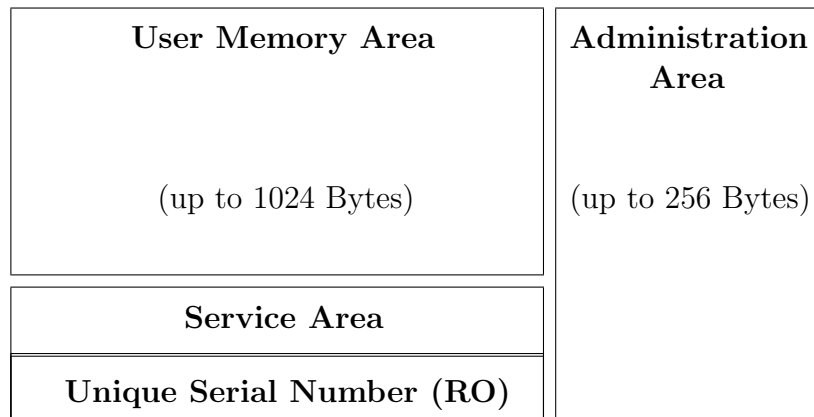 User Memory Area
(up to 1024 Bytes)
Service Area
Unique Serial Number (RO)
Administration
Area
(up to 256 Bytes)